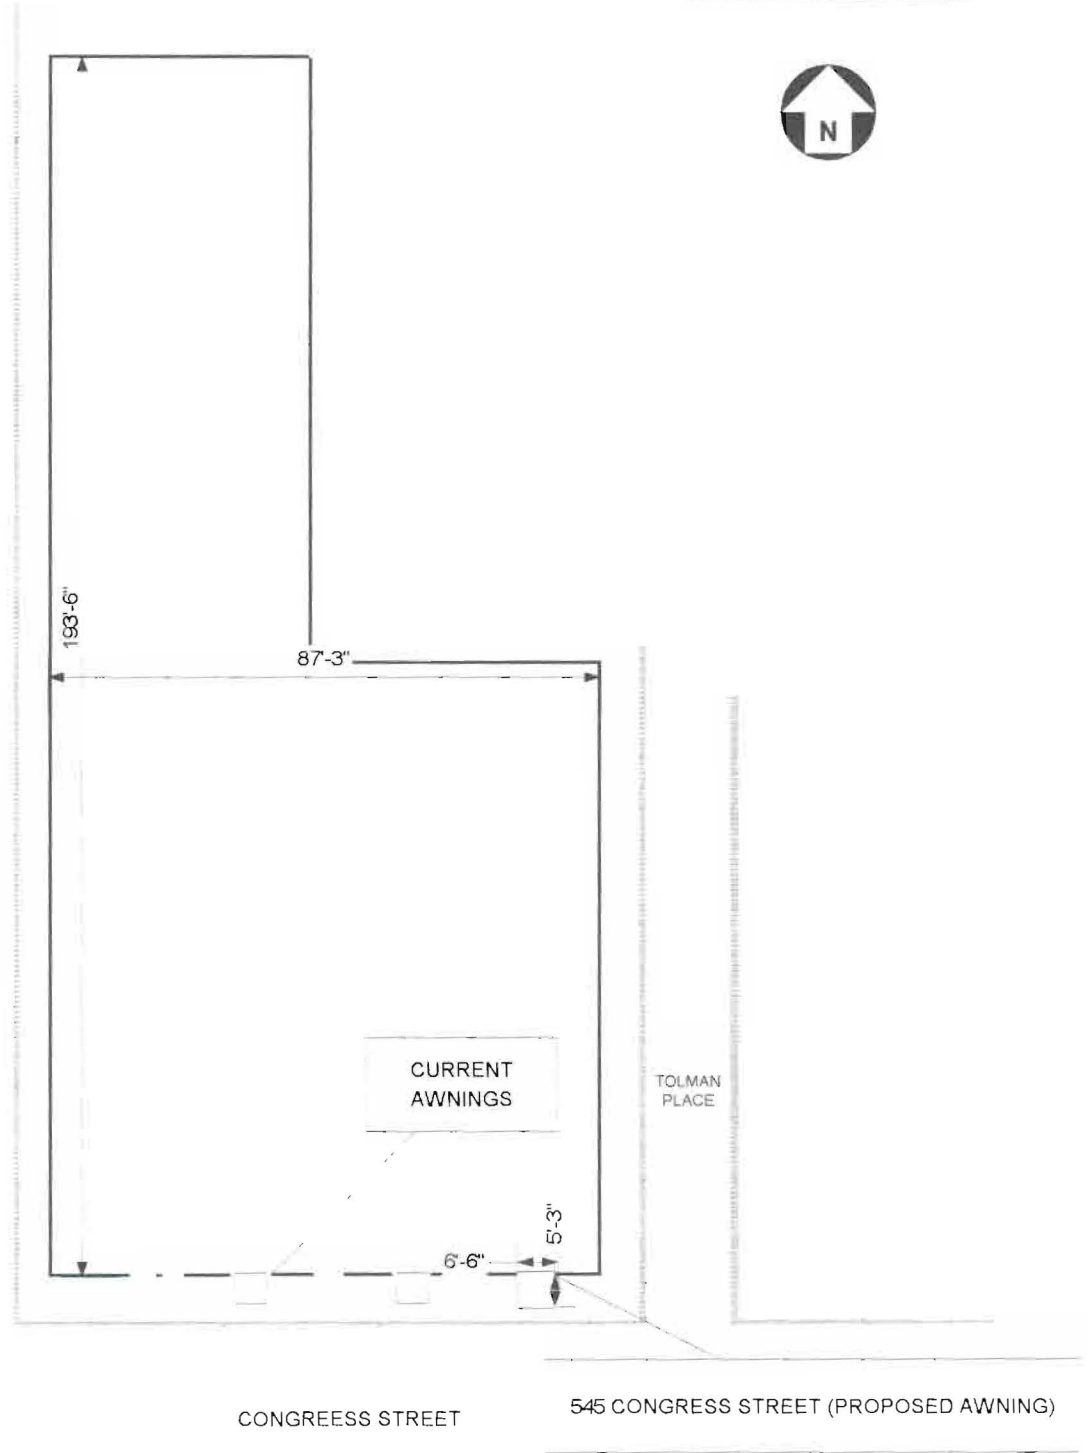 N
193'-6"
87'-3"
CURRENT
AWNINGS
TOLMAN
PLACE
5'-3"
6'-6"
545 CONGRESS STREET (PROPOSED AWNING)
CONGREESS STREET